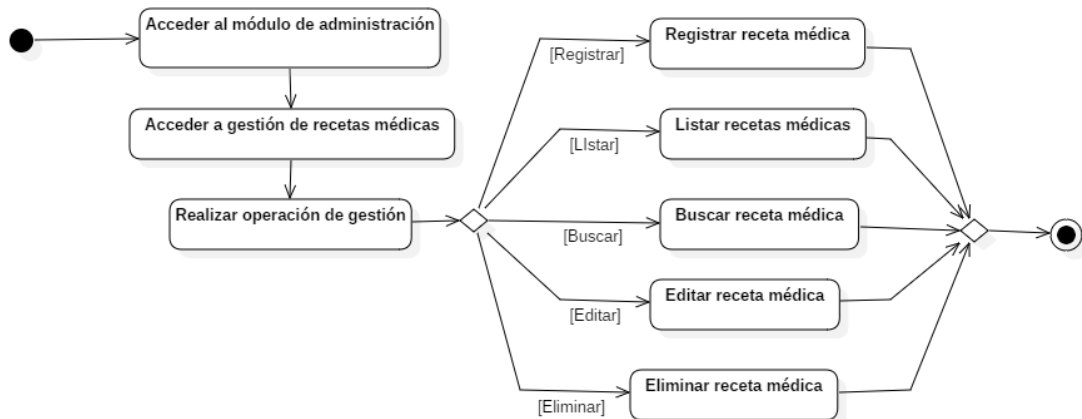 Acceder al módulo de administración
Acceder a gestión de recetas médicas
Realizar operación de gestión
[Registrar]
Registrar receta médica
[LIstar]
Listar recetas médicas
[Buscar]
Buscar receta médica
[Editar]
Editar receta médica
[Eliminar]
Eliminar receta médica